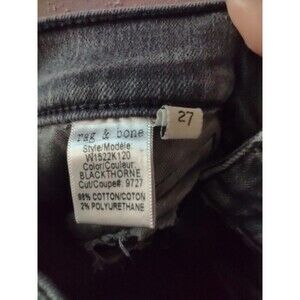 rag & bone
Style/Modèle:
W1522K120
Color/Couleur:
BLACKTHORNE
Cut/Coupe#: 9727
98% COTTON/COTON
2% POLYURETHANE
27